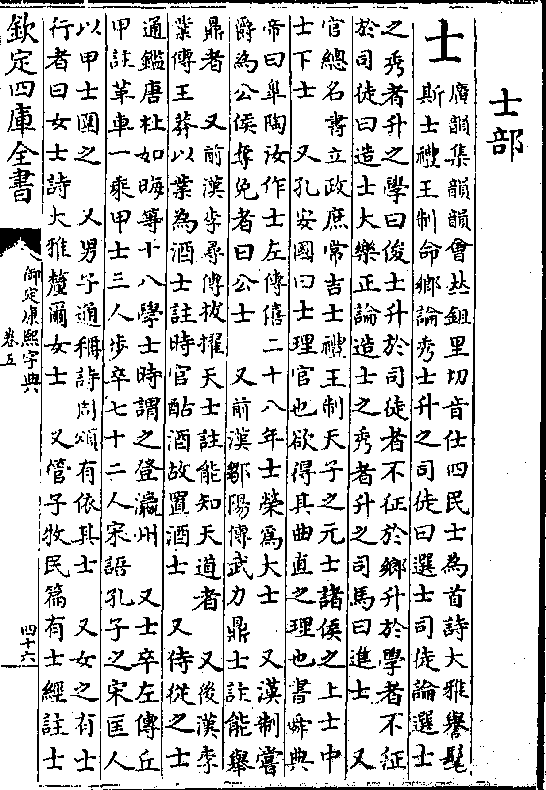 士部
士
廣韻集韻韻會𠀤鉏里切音仕四民士為首詩大雅譽髦
斯士禮王制命鄉論秀士升之司徒曰選士司徒論選士
之秀者升之學曰俊士升於司徒者不征於鄉升於學者不征
於司徒曰造士大樂正論造士之秀者升之司馬曰進士　又
官總名書立政庶常吉士禮王制天子之元士諸侯之上士中
士下士　又孔安國曰士理官也欲得其曲直之理也書舜典
帝曰臯陶汝作士左傳僖二十八年士榮為大士　又漢制嘗
爵為公侯奪免者曰公士　又前漢鄒陽傳武力鼎士註能舉
鼎者　又前漢李尋傳拔擢天士註能知天道者　又後漢李
業傳王莽以業為酒士註時官酤酒故置酒士　又侍從之士
通鑑唐杜如晦等十八學士時謂之登瀛州　又士卒左傳丘
甲註革車一乘甲士三人步卒七十二人宋語孔子之宋匡人
以甲士圍之　又男子通稱詩周頌有依其士　又女之有士
行者曰女士詩大雅釐爾女士　又管子牧民篇有士經註士
欽定四庫全書
御定康熙字典
卷五
四十六